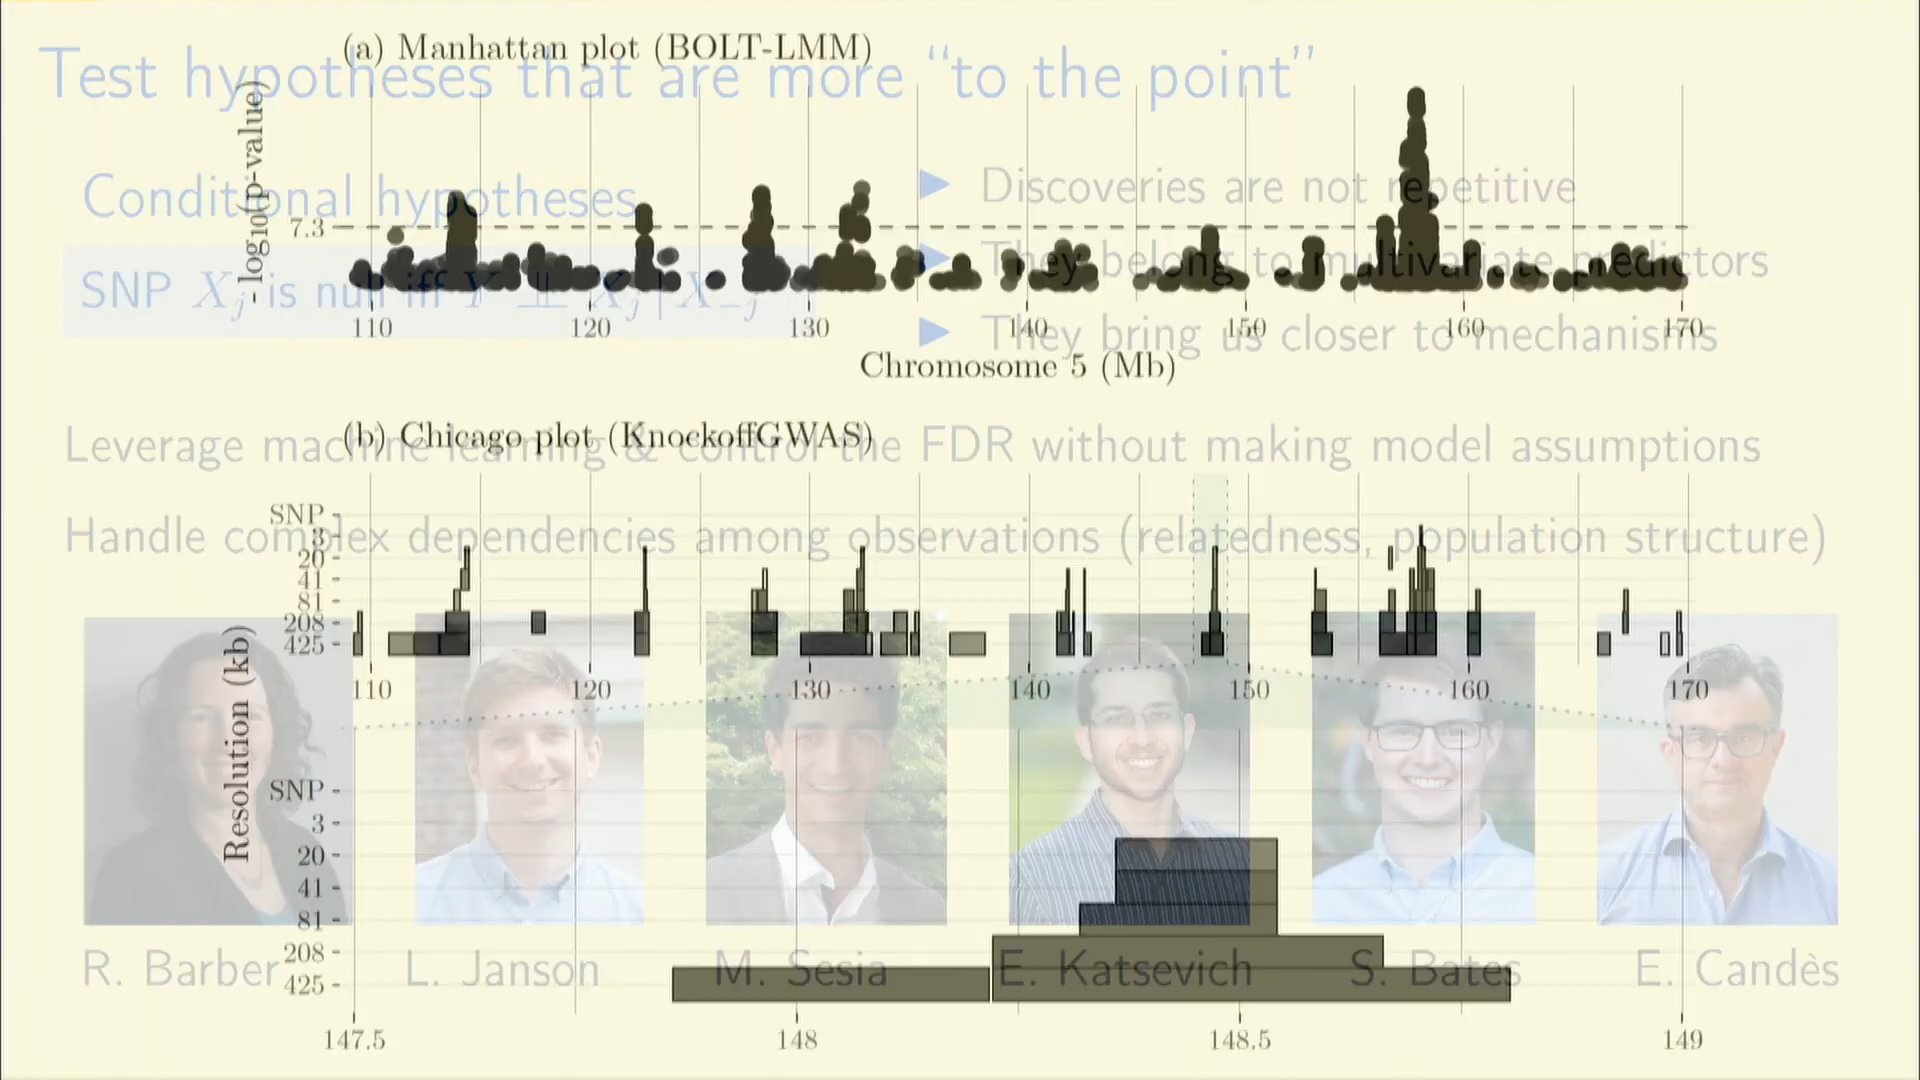 Test hypotheses that are more “to the point”
Conditional hypotheses
SNP Xj is null iff Y ⫫ Xj | X−j
▶ Discoveries are not repetitive
▶ They belong to multivariate predictors
▶ They bring us closer to mechanisms
Leverage machine learning & control the FDR without making model assumptions
Handle complex dependencies among observations (relatedness, population structure)
R. Barber L. Janson M. Sesia E. Katsevich S. Bates E. Candès
(a) Manhattan plot (BOLT-LMM)
- log10(p-value)
7.3
110 120 130 140 150 160 170
Chromosome 5 (Mb)
(b) Chicago plot (KnockoffGWAS)
Resolution (kb)
SNP
3
20
41
81
208
425
110 120 130 140 150 160 170
SNP
3
20
41
81
208
425
147.5 148 148.5 149